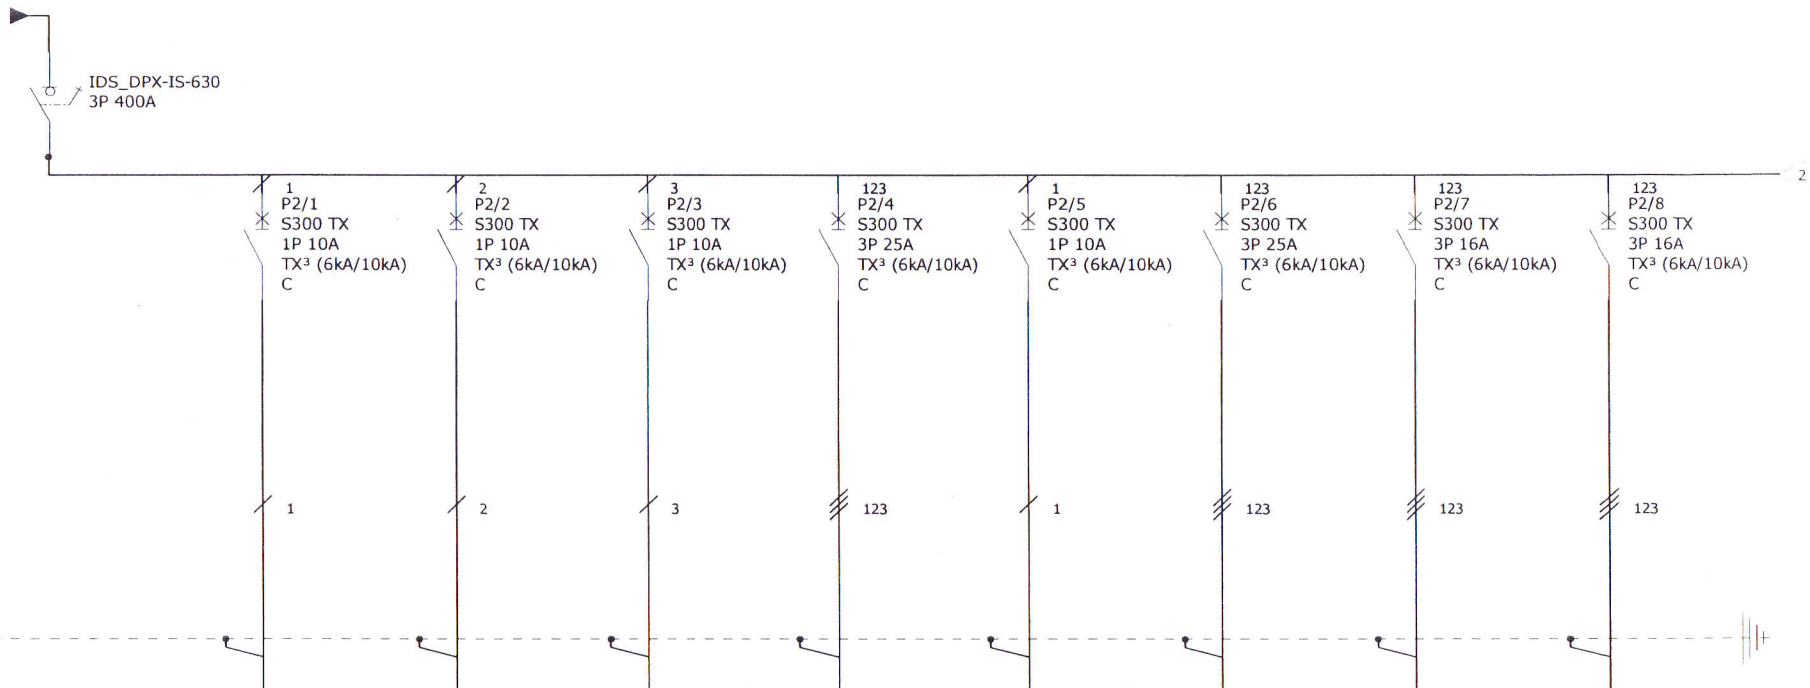 IDS_DPX-IS-630
3P 400A
2
1
P2/1
S300 TX
1P 10A
TX³ (6kA/10kA)
C
2
P2/2
S300 TX
1P 10A
TX³ (6kA/10kA)
C
3
P2/3
S300 TX
1P 10A
TX³ (6kA/10kA)
C
123
P2/4
S300 TX
3P 25A
TX³ (6kA/10kA)
C
1
P2/5
S300 TX
1P 10A
TX³ (6kA/10kA)
C
123
P2/6
S300 TX
3P 25A
TX³ (6kA/10kA)
C
123
P2/7
S300 TX
3P 16A
TX³ (6kA/10kA)
C
123
P2/8
S300 TX
3P 16A
TX³ (6kA/10kA)
C
1
2
3
123
1
123
123
123